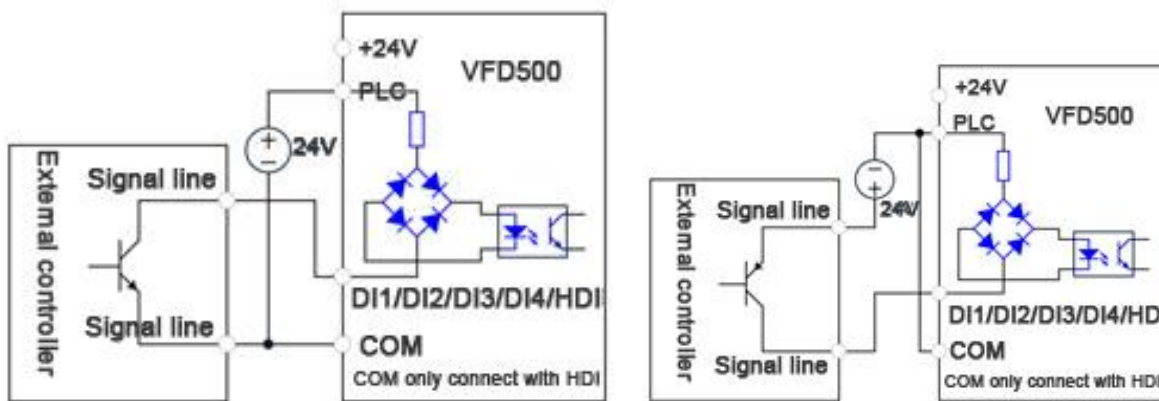 +24V
VFD500
PLC
24V
External controller
Signal line
DI1/DI2/DI3/DI4/HDI
Signal line
COM
COM only connect with HDI
+24V
VFD500
PLC
24V
External controller
Signal line
DI1/DI2/DI3/DI4/HD
COM
Signal line
COM only connect with HD